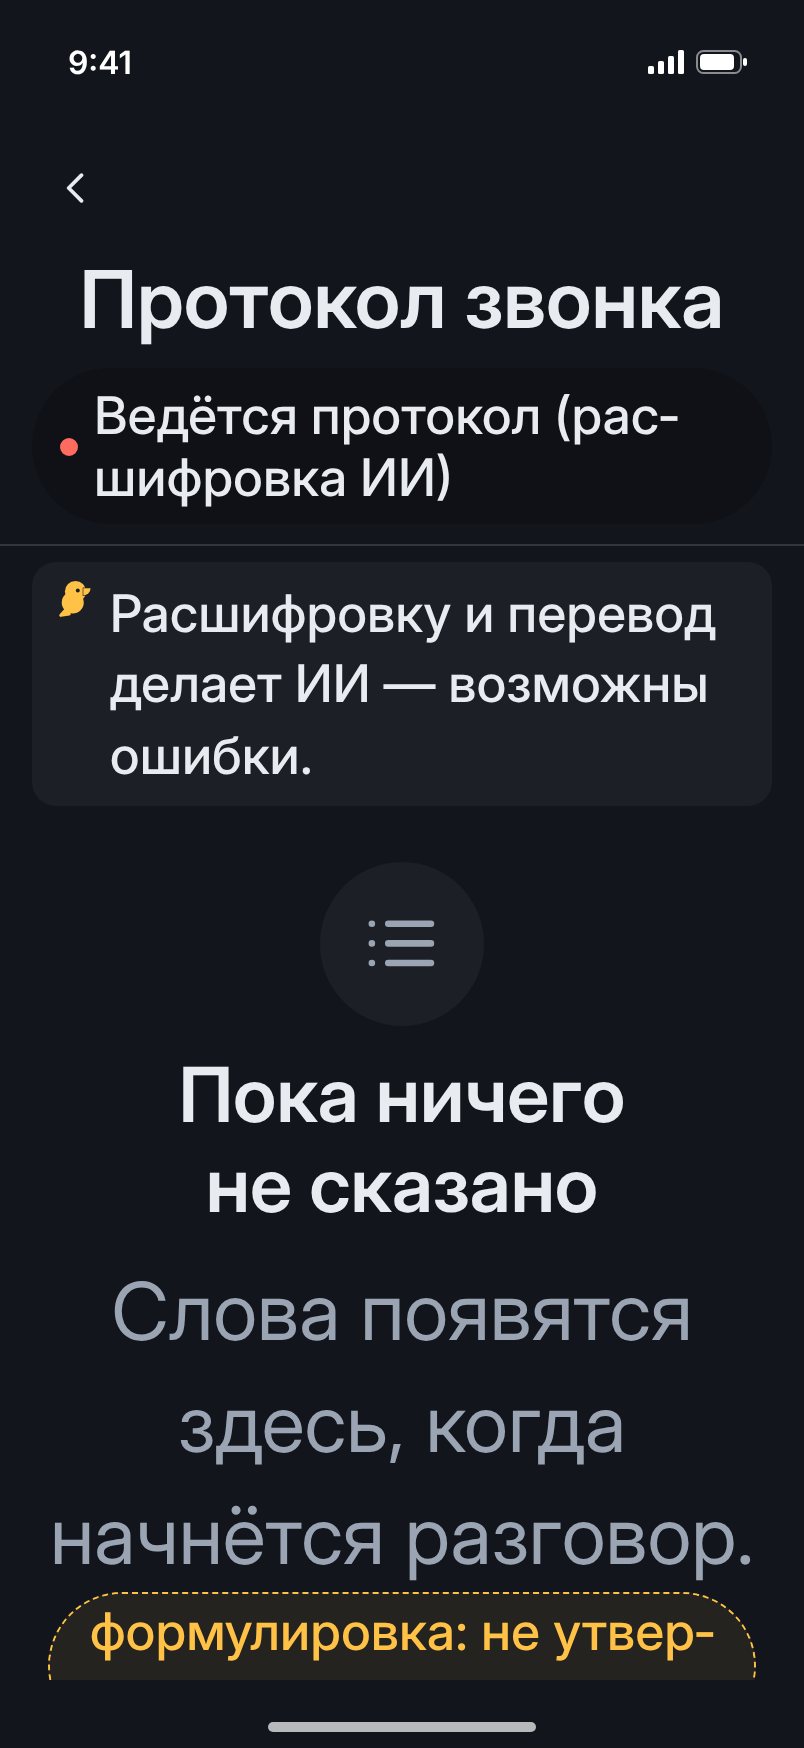 9:41
Протокол звонка
Ведётся протокол (рас-
шифровка ИИ)
Расшифровку и перевод
делает ИИ — возможны
ошибки.
Пока ничего
не сказано
Слова появятся
здесь, когда
начнётся разговор.
формулировка: не утвер-